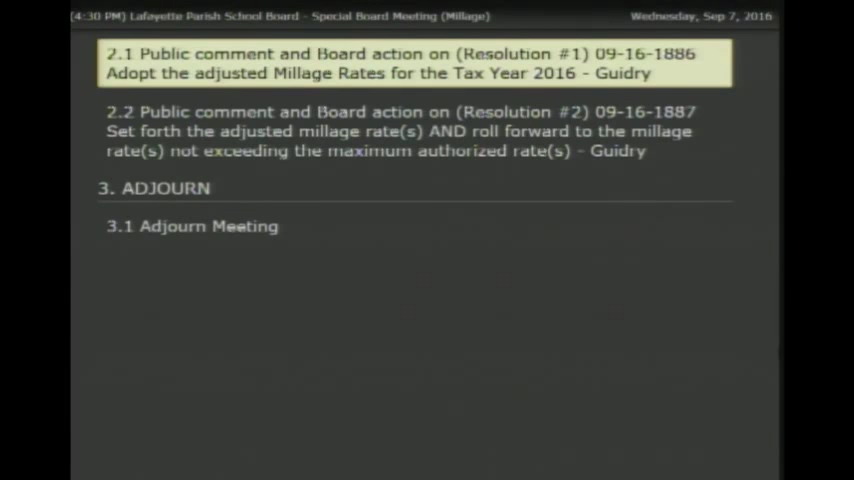 (4:30 PM) Lafayette Parish School Board - Special Board Meeting (Millage)
Wednesday, Sep 7, 2016
2.1 Public comment and Board action on (Resolution #1) 09-16-1886
Adopt the adjusted Millage Rates for the Tax Year 2016 - Guidry
2.2 Public comment and Board action on (Resolution #2) 09-16-1887
Set forth the adjusted millage rate(s) AND roll forward to the millage
rate(s) not exceeding the maximum authorized rate(s) - Guidry
3. ADJOURN
3.1 Adjourn Meeting